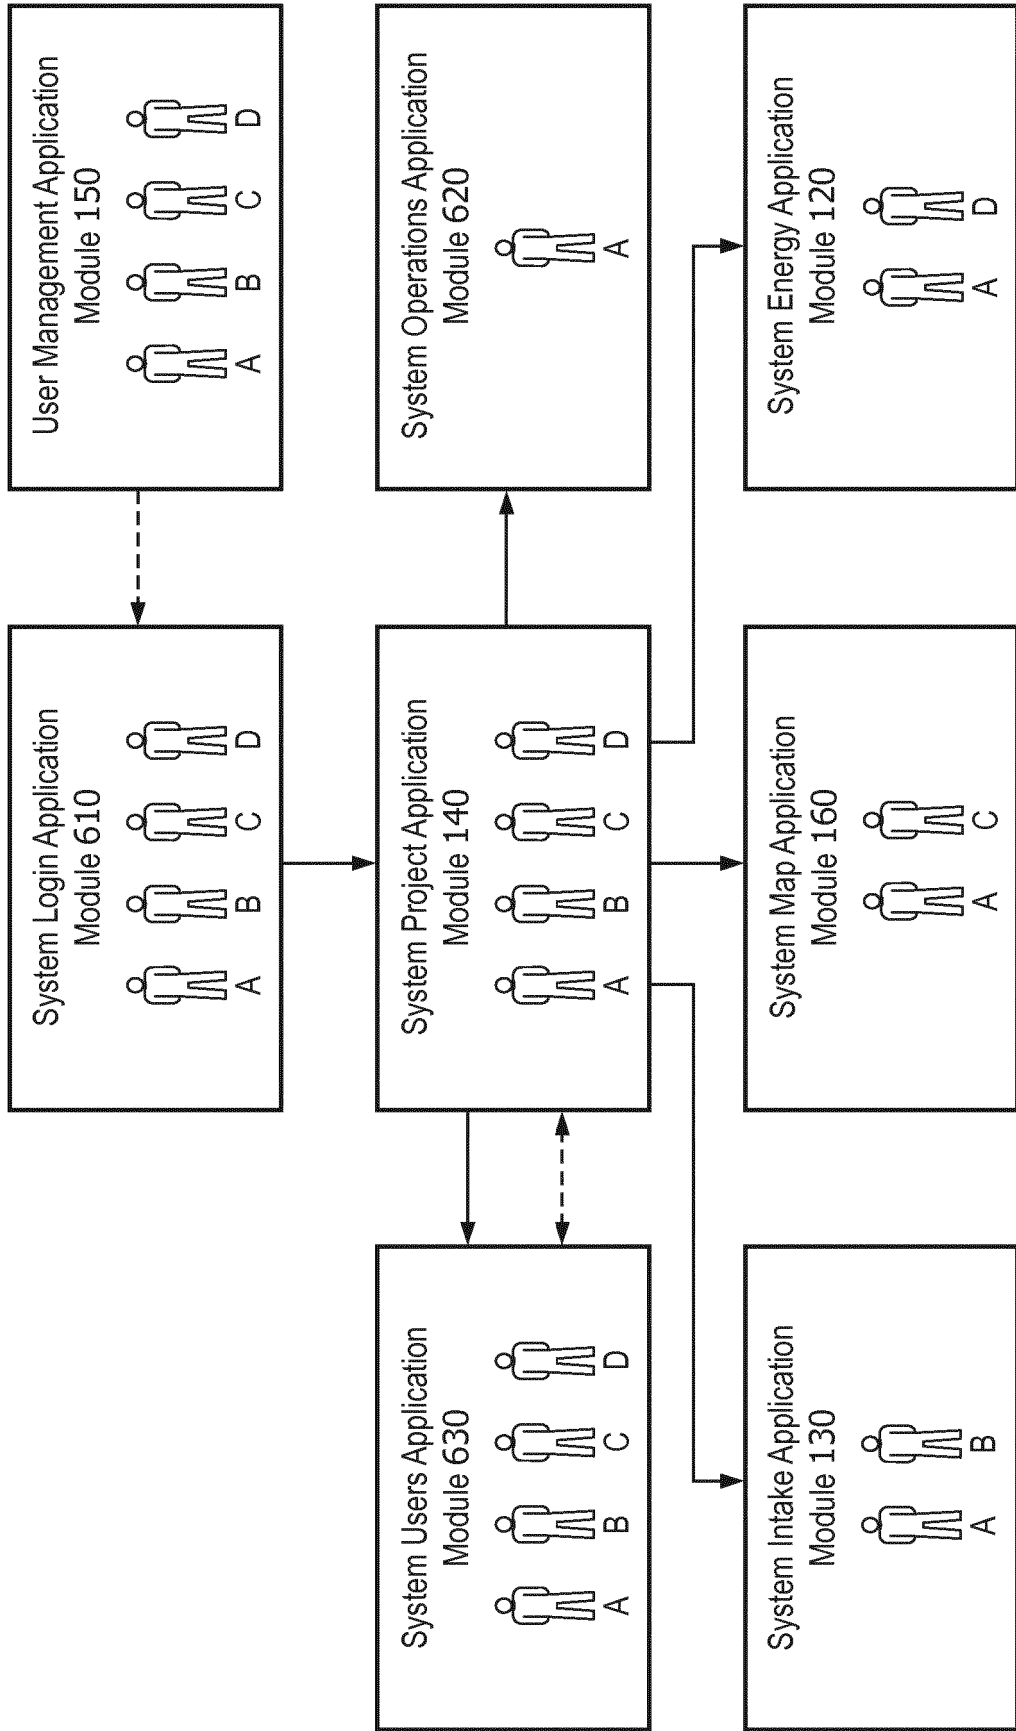 System Login Application
Module 610
A B C D
User Management Application
Module 150
A B C D
System Users Application
Module 630
A B C D
System Project Application
Module 140
A B C D
System Operations Application
Module 620
A
System Intake Application
Module 130
A B
System Map Application
Module 160
A C
System Energy Application
Module 120
A D